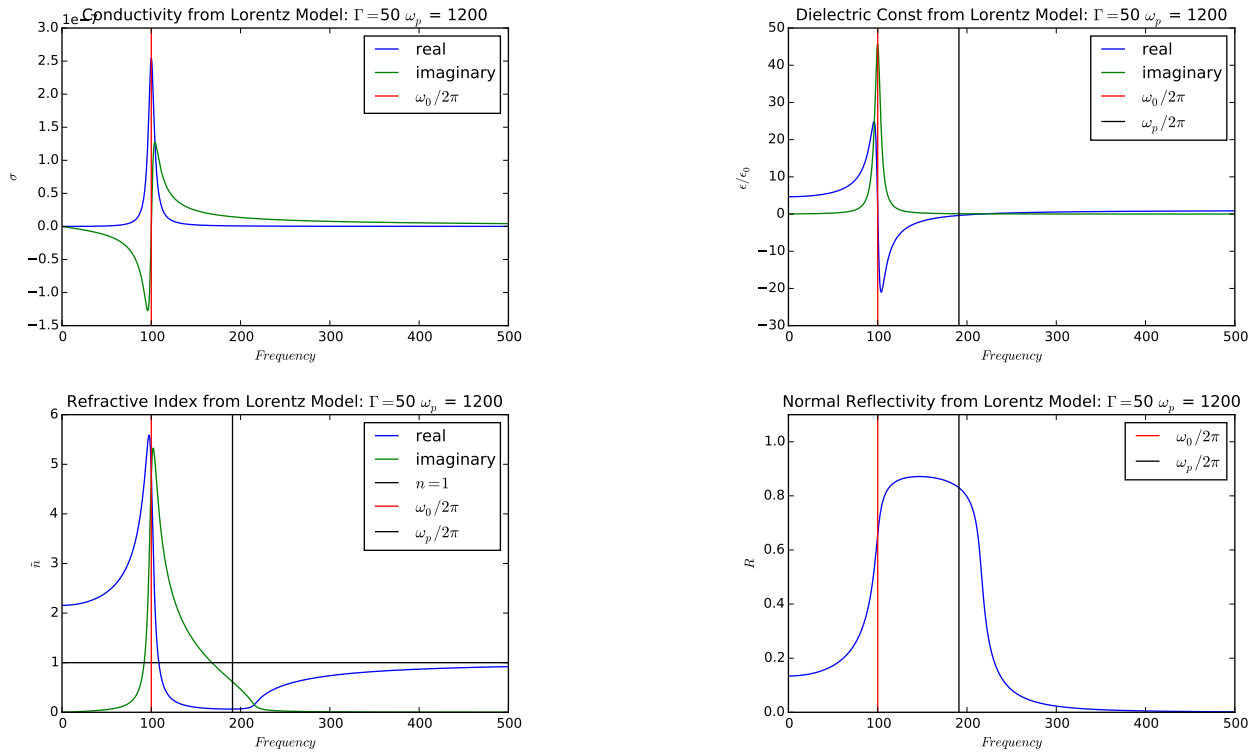 Conductivity from Lorentz Model: Γ=50 ω_p = 1200
1e−7
3.0
2.5
2.0
1.5
1.0
0.5
0.0
−0.5
−1.0
−1.5
σ
0 100 200 300 400 500
Frequency
real
imaginary
ω_0/2π
Dielectric Const from Lorentz Model: Γ=50 ω_p = 1200
50
40
30
20
10
0
−10
−20
−30
ϵ/ϵ_0
0 100 200 300 400 500
Frequency
real
imaginary
ω_0/2π
ω_p/2π
Refractive Index from Lorentz Model: Γ=50 ω_p = 1200
6
5
4
3
2
1
0
ñ
0 100 200 300 400 500
Frequency
real
imaginary
n=1
ω_0/2π
ω_p/2π
Normal Reflectivity from Lorentz Model: Γ=50 ω_p = 1200
1.0
0.8
0.6
0.4
0.2
0.0
R
0 100 200 300 400 500
Frequency
ω_0/2π
ω_p/2π